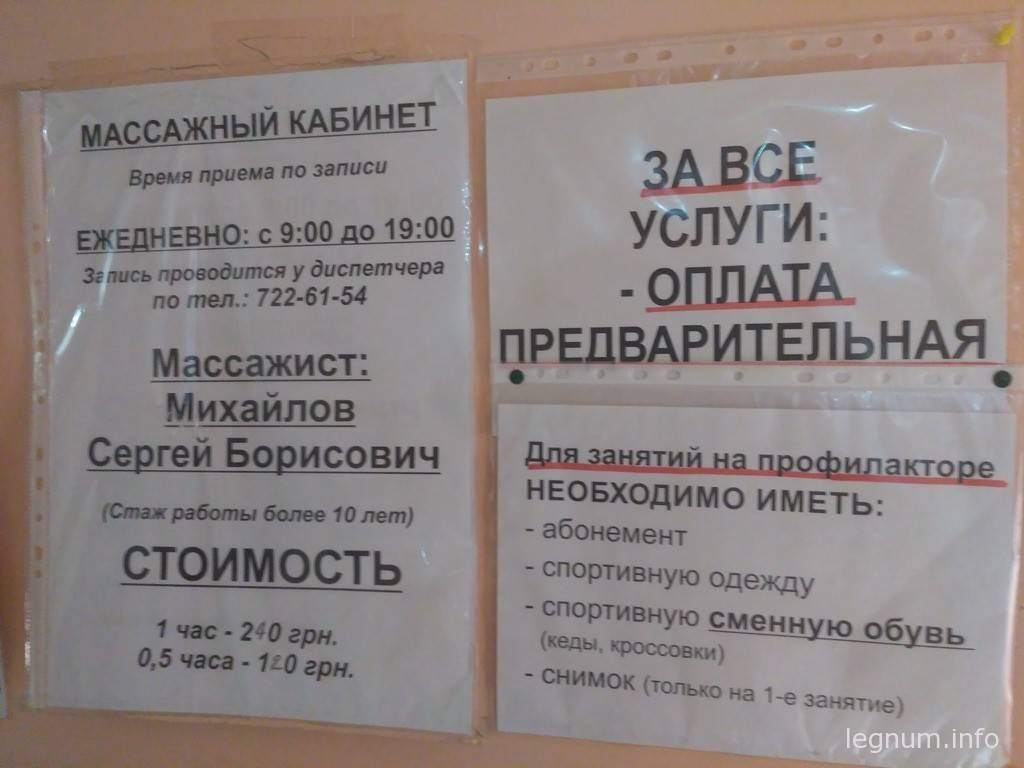 МАССАЖНЫЙ КАБИНЕТ
Время приема по записи
ЕЖЕДНЕВНО: с 9:00 до 19:00
Запись проводится у диспетчера
по тел.: 722-61-54
Массажист:
Михайлов
Сергей Борисович
(Стаж работы более 10 лет)
СТОИМОСТЬ
1 час - 240 грн.
0,5 часа - 120 грн.
ЗА ВСЕ
УСЛУГИ:
- ОПЛАТА
ПРЕДВАРИТЕЛЬНАЯ
Для занятий на профилакторе
НЕОБХОДИМО ИМЕТЬ:
- абонемент
- спортивную одежду
- спортивную сменную обувь
(кеды, кроссовки)
- снимок (только на 1-е занятие)
legnum.info